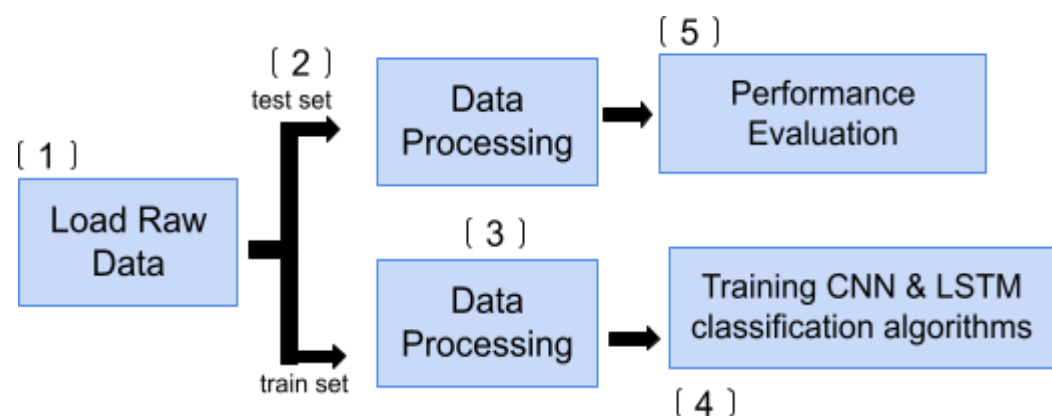 [ 1 ]
Load Raw
Data
[ 2 ]
test set
Data
Processing
[ 5 ]
Performance
Evaluation
train set
[ 3 ]
Data
Processing
Training CNN & LSTM
classification algorithms
[ 4 ]